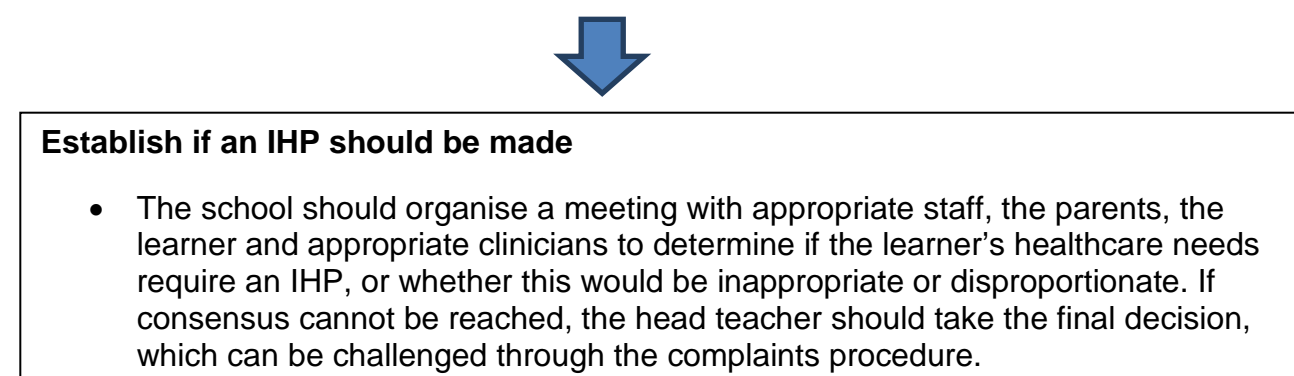 Establish if an IHP should be made
• The school should organise a meeting with appropriate staff, the parents, the
learner and appropriate clinicians to determine if the learner’s healthcare needs
require an IHP, or whether this would be inappropriate or disproportionate. If
consensus cannot be reached, the head teacher should take the final decision,
which can be challenged through the complaints procedure.